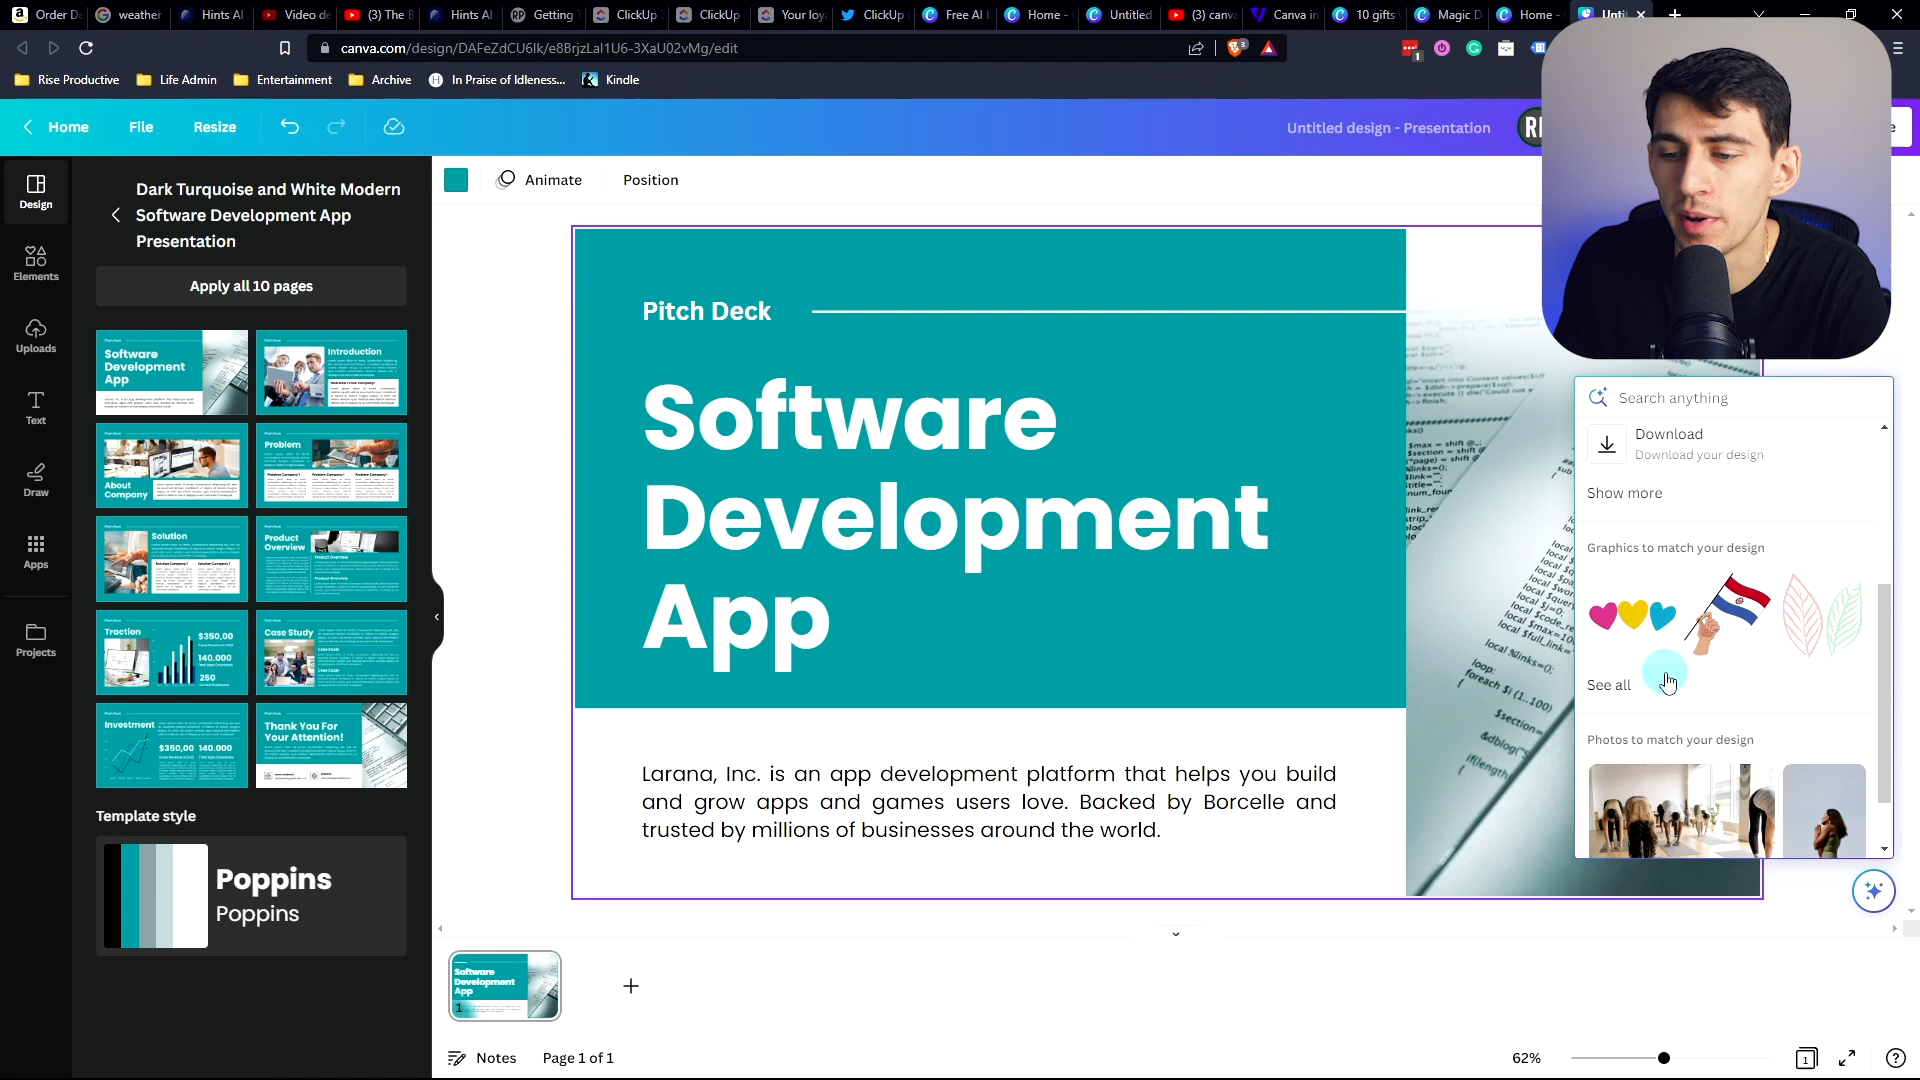 Order De
weather
Hints AI
Video de
(3) The B
Hints AI
Getting
ClickUp
ClickUp
Your loy
ClickUp
Free AI I
Home -
Untitled
(3) canva
Canva in
10 gifts
Magic D
Home -
Unti
canva.com/design/DAFeZdCU6lk/e8BrjzLal1U6-3XaU02vMg/edit
Rise Productive
Life Admin
Entertainment
Archive
In Praise of Idleness...
Kindle
Home
File
Resize
Untitled design - Presentation
Design
Elements
Uploads
Text
Draw
Apps
Projects
Dark Turquoise and White Modern
Software Development App
Presentation
Apply all 10 pages
Software
Development
App
Introduction
About
Company
Problem
Solution
Product
Overview
Traction
$350,00
140.000
250
Case Study
Investment
$350,00 140.000
Thank You For
Your Attention!
Template style
Poppins
Poppins
Animate
Position
Pitch Deck
Software
Development
App
Larana, Inc. is an app development platform that helps you build
and grow apps and games users love. Backed by Borcelle and
trusted by millions of businesses around the world.
Search anything
Download
Download your design
Show more
Graphics to match your design
See all
Photos to match your design
Software
Development
App
1
Notes
Page 1 of 1
62%
1